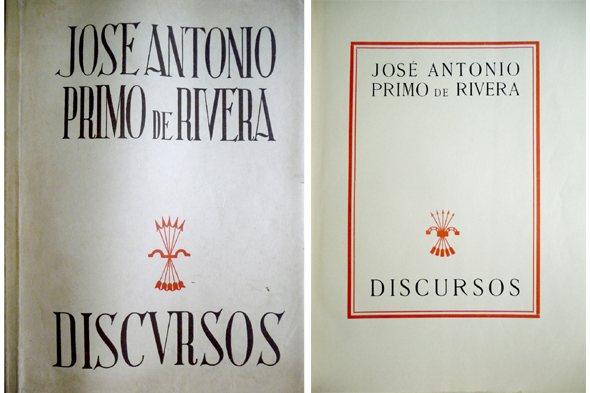 JOSE ANTONIO
PRIMO DE RIVERA
DISCVRSOS
JOSÉ ANTONIO
PRIMO DE RIVERA
DISCURSOS